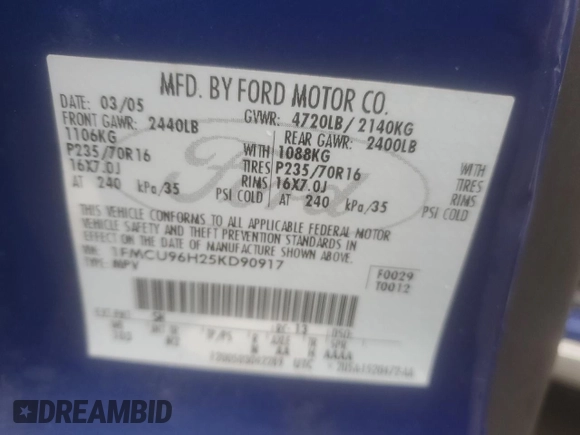 MFD. BY FORD MOTOR CO.
DATE: 03/05 GVWR: 4720LB/ 2140KG
FRONT GAWR: 2440LB REAR GAWR: 2400LB
1106KG WITH 1088KG WITH
P235/70R16 TIRES P235/70R16 TIRES
16X7.0J RIMS 16X7.0J RIMS
AT 240 kPa/35 PSI COLD AT 240 kPa/35 PSI COLD
THIS VEHICLE CONFORMS TO ALL APPLICABLE FEDERAL MOTOR
VEHICLE SAFETY AND THEFT PREVENTION STANDARDS IN
EFFECT ON THE DATE OF MANUFACTURE SHOWN ABOVE.
VIN: 1FMCU96H25KD90917
TYPE: MPV
F0029
T0012
Ford
DREAMBID